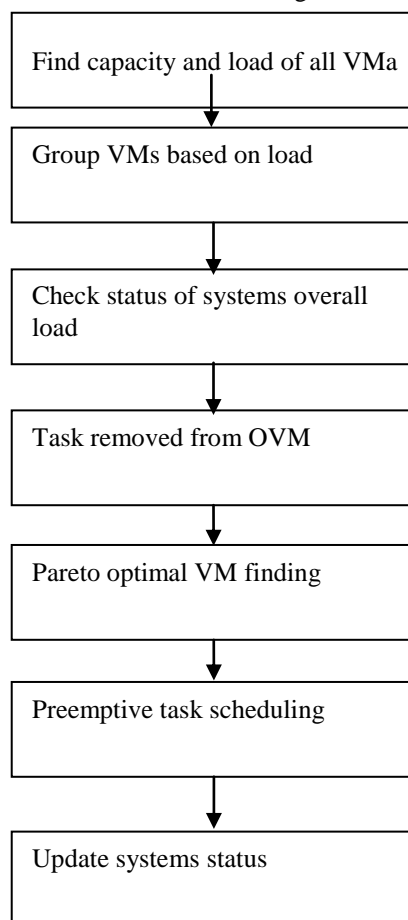 Find capacity and load of all VMa
Group VMs based on load
Check status of systems overall
load
Task removed from OVM
Pareto optimal VM finding
Preemptive task scheduling
Update systems status